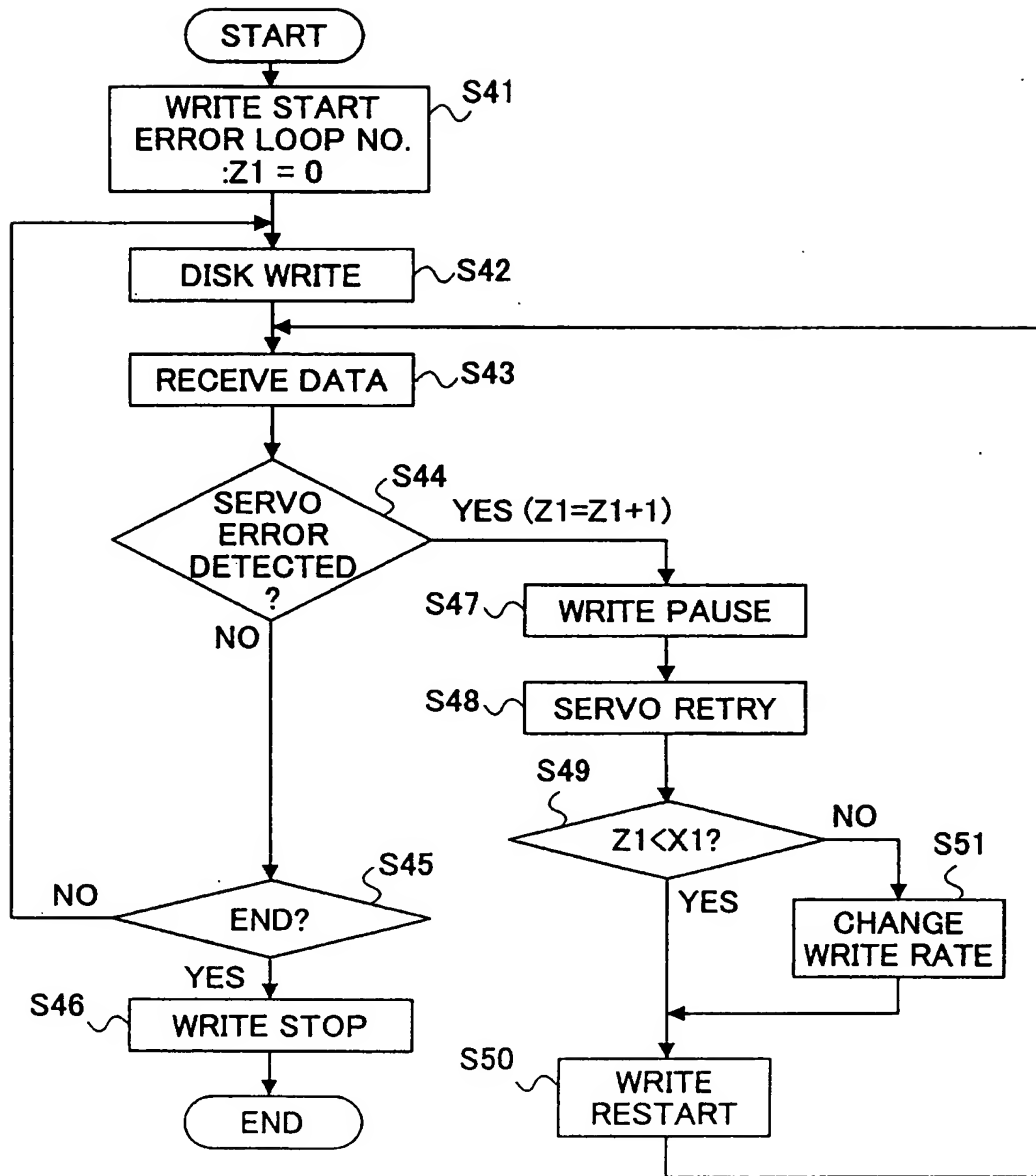 START
S41
WRITE START
ERROR LOOP NO.
:Z1 = 0
DISK WRITE
S42
RECEIVE DATA
S43
S44
SERVO
ERROR
DETECTED
?
YES (Z1=Z1+1)
NO
S47
WRITE PAUSE
S48
SERVO RETRY
S49
Z1<X1?
NO
YES
S51
CHANGE
WRITE RATE
S45
NO
END?
YES
S46
WRITE STOP
S50
WRITE
RESTART
END